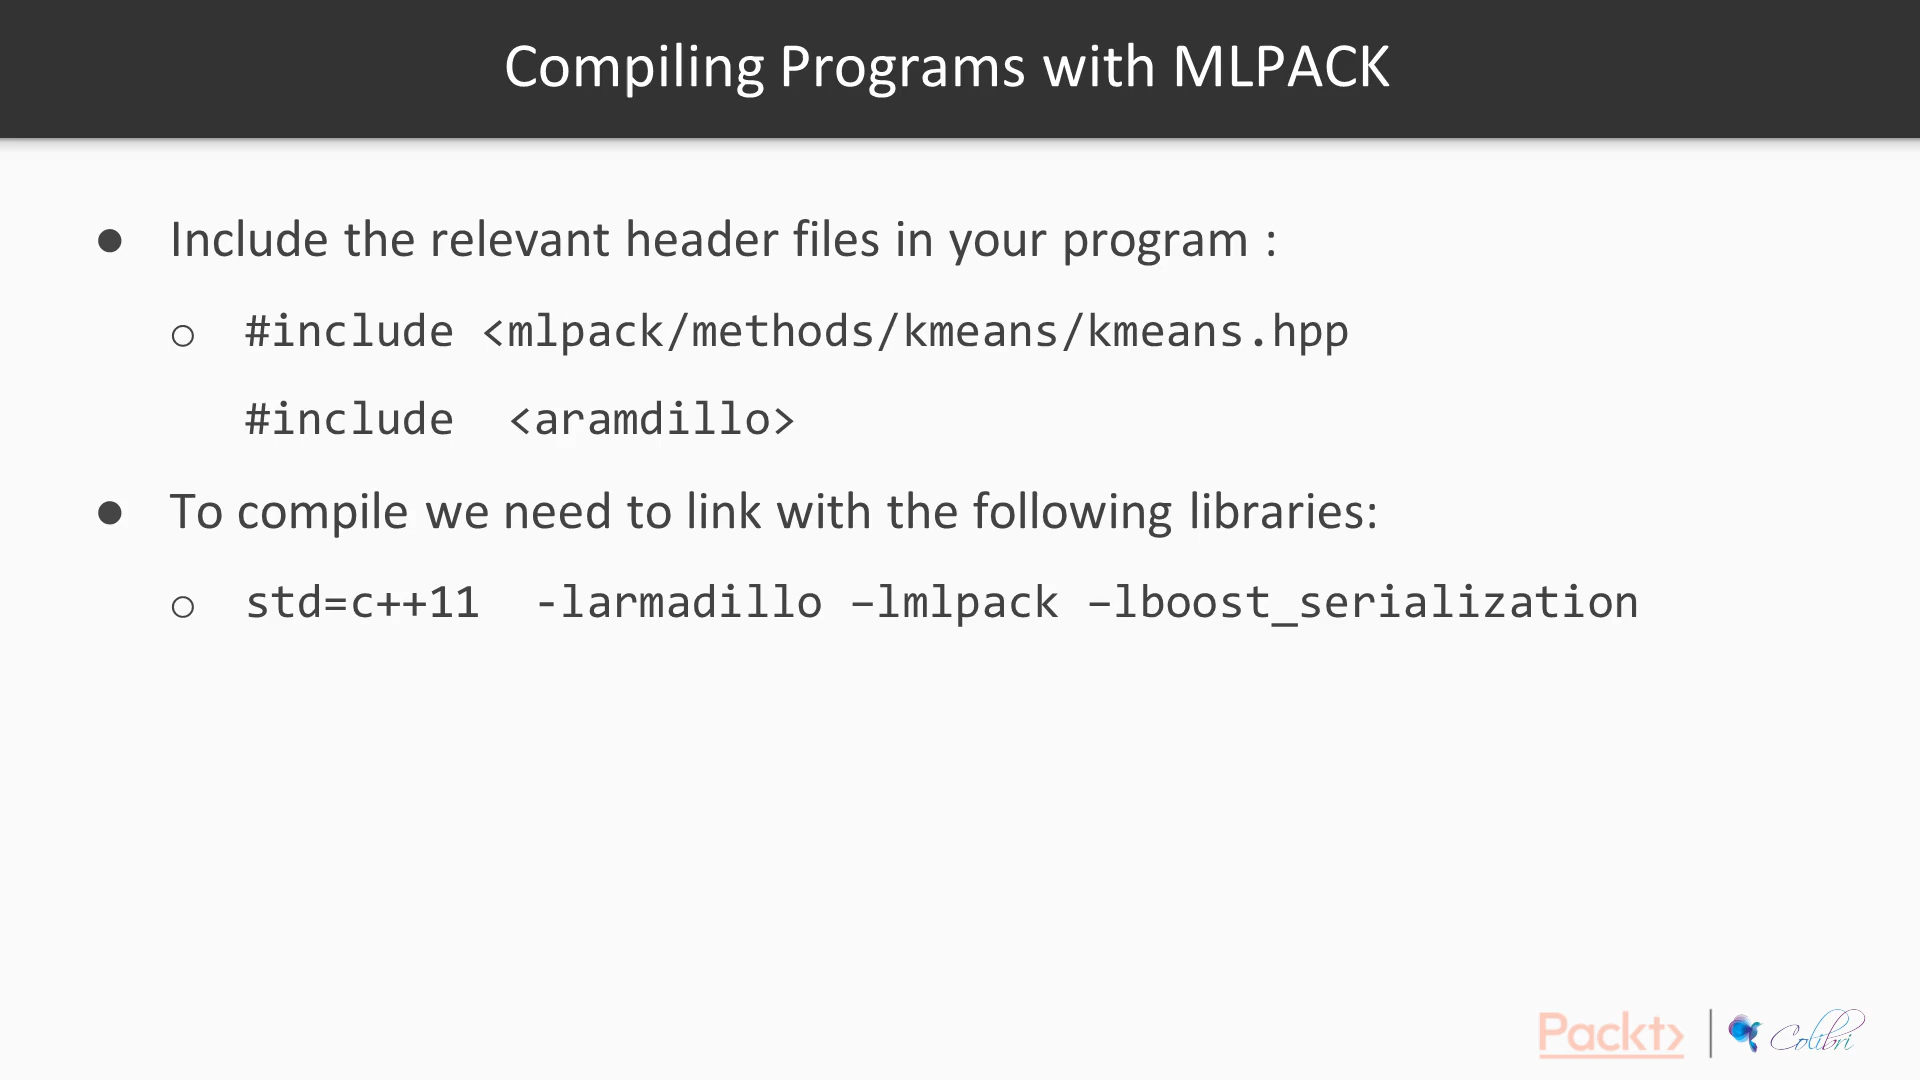 Compiling Programs with MLPACK
● Include the relevant header files in your program :
○ #include <mlpack/methods/kmeans/kmeans.hpp
#include  <aramdillo>
● To compile we need to link with the following libraries:
○ std=c++11  -larmadillo –lmlpack –lboost_serialization
Packt> | Colibri